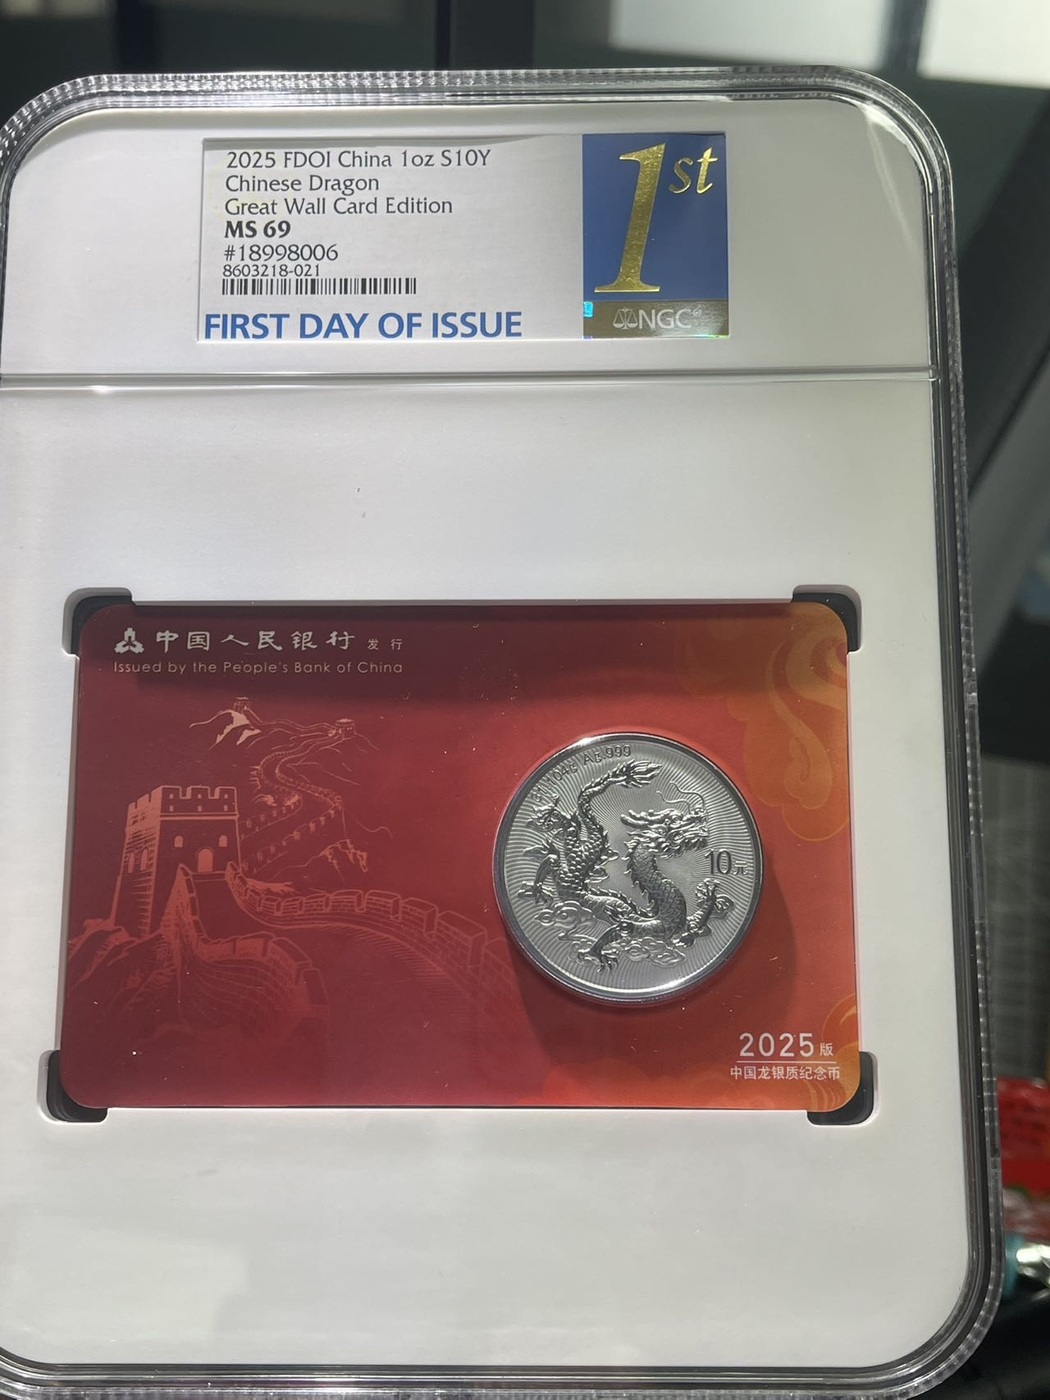 2025 FDOI China 1oz S10Y
Chinese Dragon
Great Wall Card Edition
MS 69
#18998006
8603218-021
FIRST DAY OF ISSUE
1st
NGC
中国人民银行 发行
Issued by the People's Bank of China
999
10元
2025版
中国龙银质纪念币